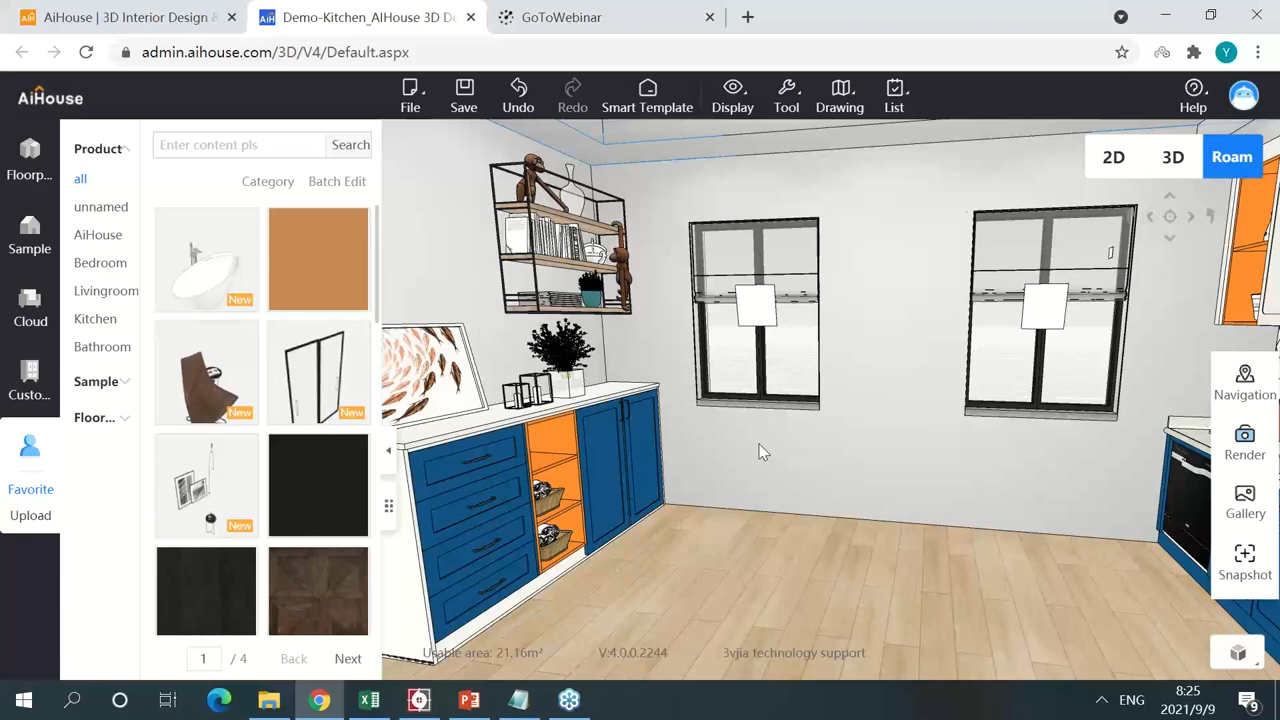 AiHouse | 3D Interior Design &
Demo-Kitchen_AIHouse 3D De
GoToWebinar
admin.aihouse.com/3D/V4/Default.aspx
Y
AiHouse
File
Save
Undo
Redo
Smart Template
Display
Tool
Drawing
List
Help
Floorp...
Sample
Cloud
Custo...
Favorite
Upload
Product
all
unnamed
AiHouse
Bedroom
Livingroom
Kitchen
Bathroom
Sample
Floor...
Enter content pls
Search
Category
Batch Edit
New
New
New
New
1 / 4
Back
Next
2D
3D
Roam
Navigation
Render
Gallery
Snapshot
Usable area: 21.16m²
V:4.0.0.2244
3vjia technology support
ENG
8:25
2021/9/9
9